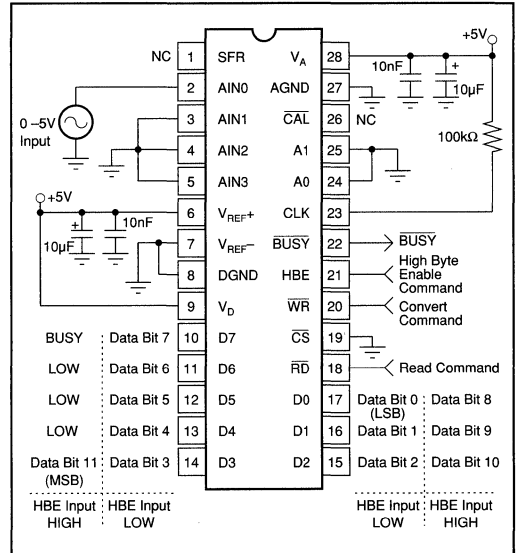 +5V
NC 1 SFR VA 28 10nF + 10µF
0 –5V Input 2 AIN0 AGND 27
3 AIN1 CAL 26 NC
100kΩ
4 AIN2 A1 25
5 AIN3 A0 24
+5V
6 VREF+ CLK 23
+ 10µF 10nF
7 VREF– BUSY 22 BUSY
8 DGND HBE 21 High Byte Enable Command
9 VD WR 20 Convert Command
BUSY Data Bit 7 10 D7 CS 19
LOW Data Bit 6 11 D6 RD 18 Read Command
LOW Data Bit 5 12 D5 D0 17 Data Bit 0 (LSB) Data Bit 8
LOW Data Bit 4 13 D4 D1 16 Data Bit 1 Data Bit 9
Data Bit 11 (MSB) Data Bit 3 14 D3 D2 15 Data Bit 2 Data Bit 10
HBE Input HIGH HBE Input LOW HBE Input LOW HBE Input HIGH